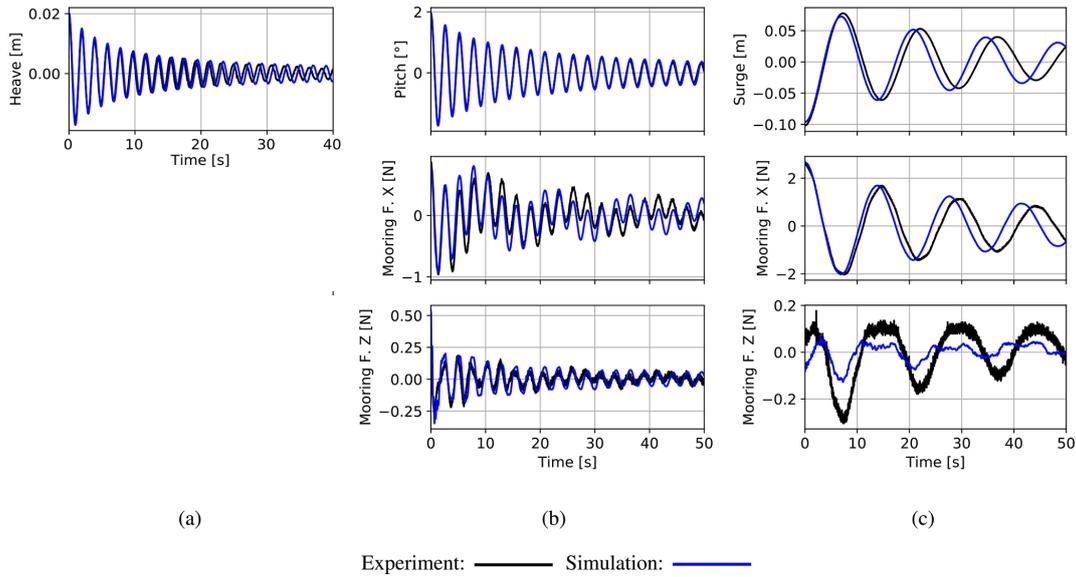 Heave [m]
0.02
0.00
0 10 20 30 40
Time [s]
Pitch [°]
2
0
Mooring F. X [N]
0
−1
Mooring F. Z [N]
0.50
0.25
0.00
−0.25
0 10 20 30 40 50
Time [s]
Surge [m]
0.05
0.00
−0.05
−0.10
Mooring F. X [N]
2
0
−2
Mooring F. Z [N]
0.2
0.0
−0.2
0 10 20 30 40 50
Time [s]
(a) (b) (c)
Experiment: Simulation: